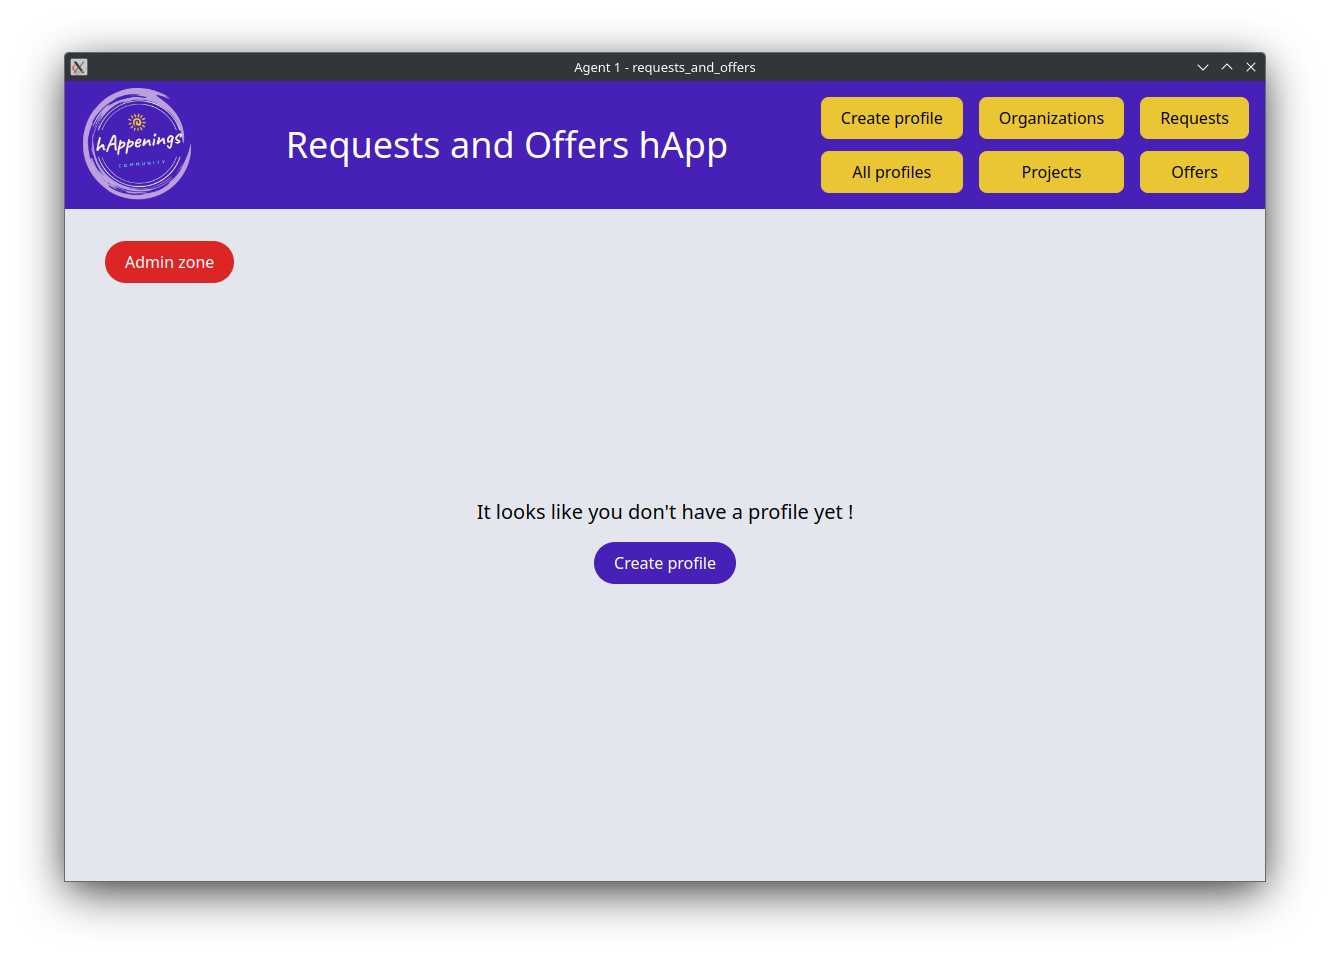 Agent 1 - requests_and_offers
hAppenings
COMMUNITY
Requests and Offers hApp
Create profile
Organizations
Requests
All profiles
Projects
Offers
Admin zone
It looks like you don't have a profile yet !
Create profile